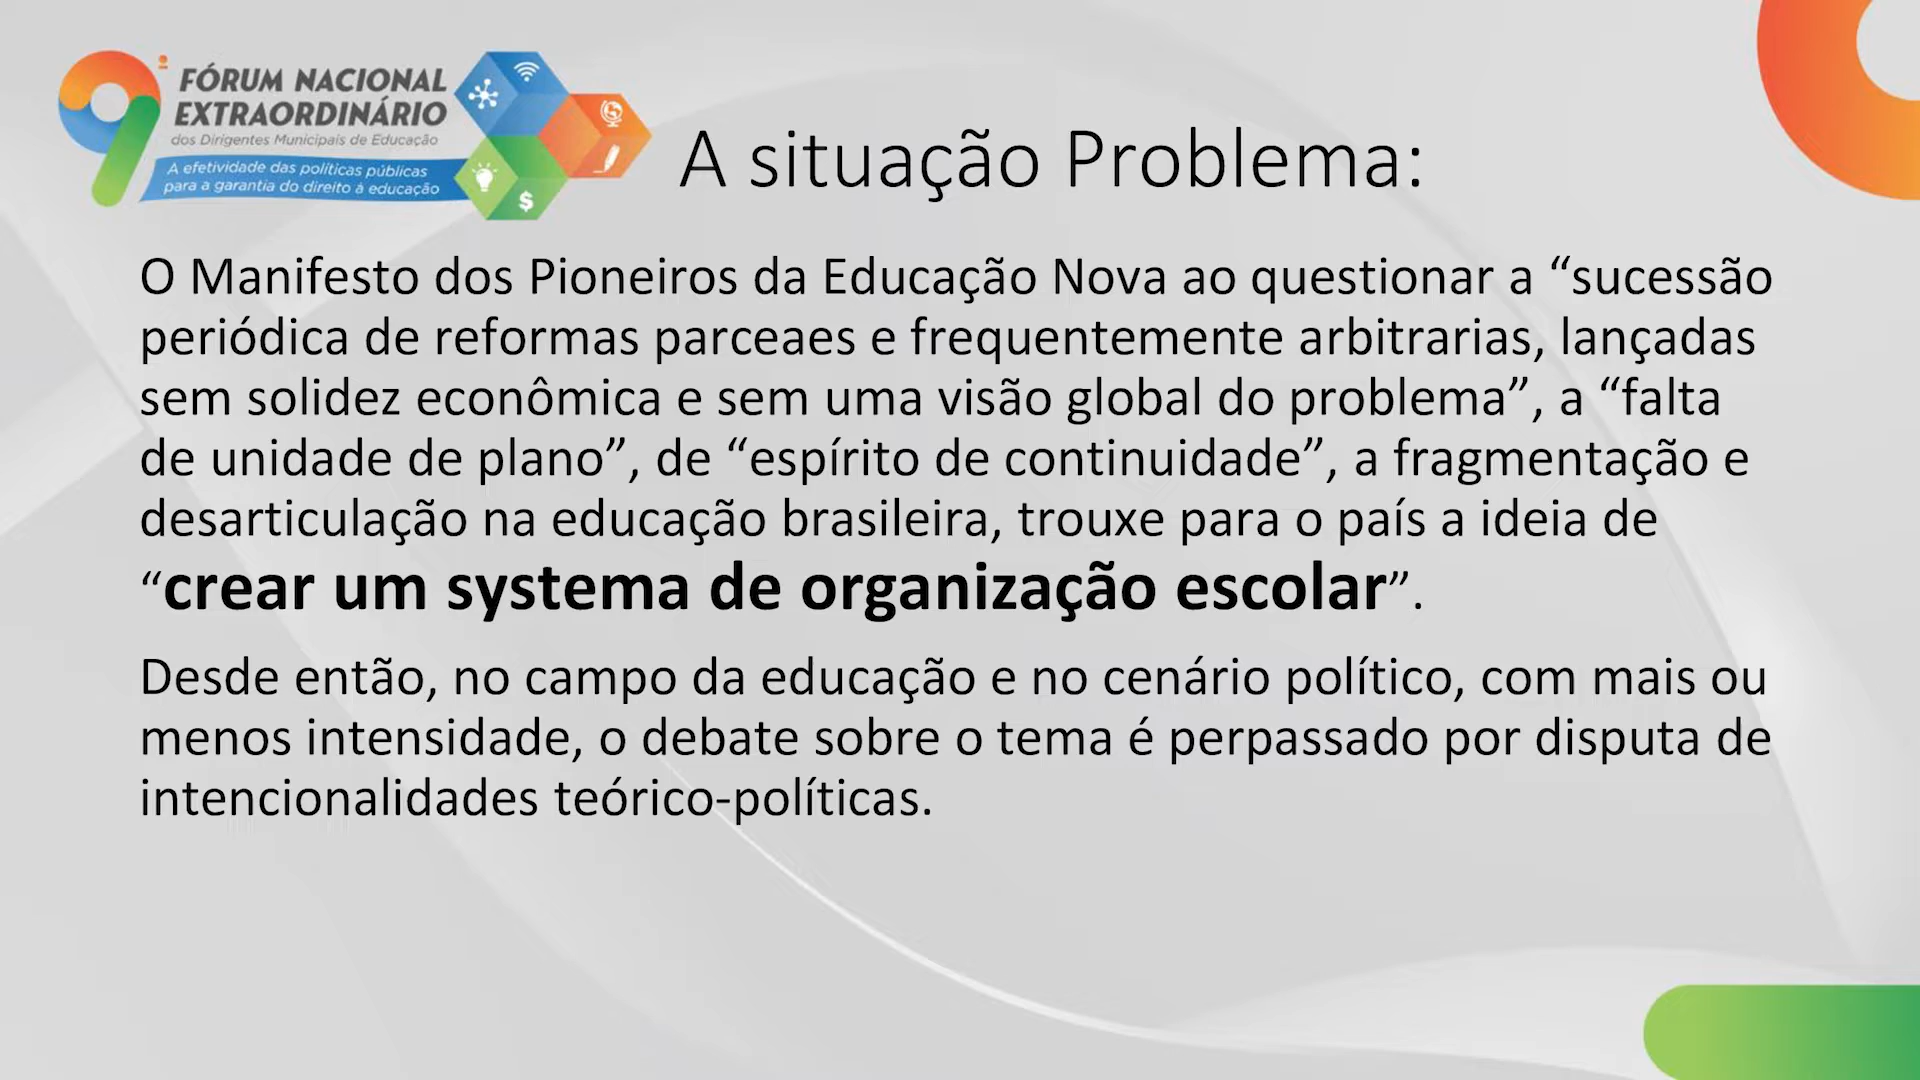 9º FÓRUM NACIONAL
EXTRAORDINÁRIO
dos Dirigentes Municipais de Educação
A efetividade das políticas públicas
para a garantia do direito à educação
$
A situação Problema:
O Manifesto dos Pioneiros da Educação Nova ao questionar a “sucessão
periódica de reformas parceaes e frequentemente arbitrarias, lançadas
sem solidez econômica e sem uma visão global do problema”, a “falta
de unidade de plano”, de “espírito de continuidade”, a fragmentação e
desarticulação na educação brasileira, trouxe para o país a ideia de
“crear um systema de organização escolar”.
Desde então, no campo da educação e no cenário político, com mais ou
menos intensidade, o debate sobre o tema é perpassado por disputa de
intencionalidades teórico-políticas.